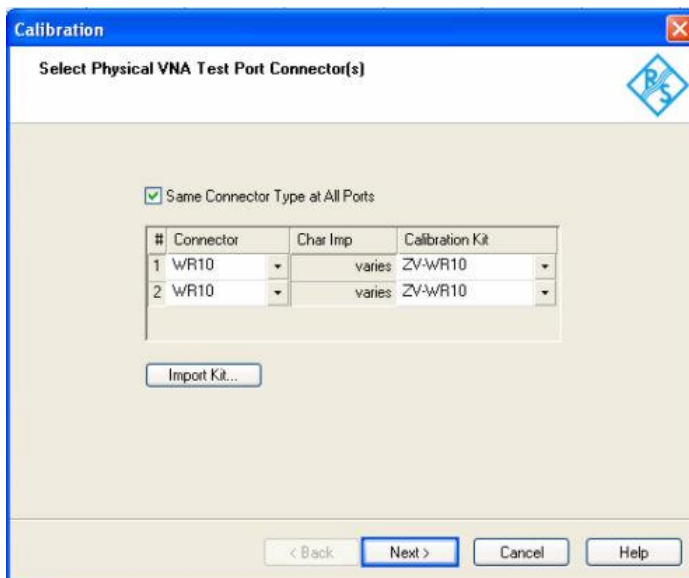 Calibration
Select Physical VNA Test Port Connector(s)
R S
Same Connector Type at All Ports
# Connector Char Imp Calibration Kit
1 WR10 varies ZV-WR10
2 WR10 varies ZV-WR10
Import Kit...
< Back Next > Cancel Help